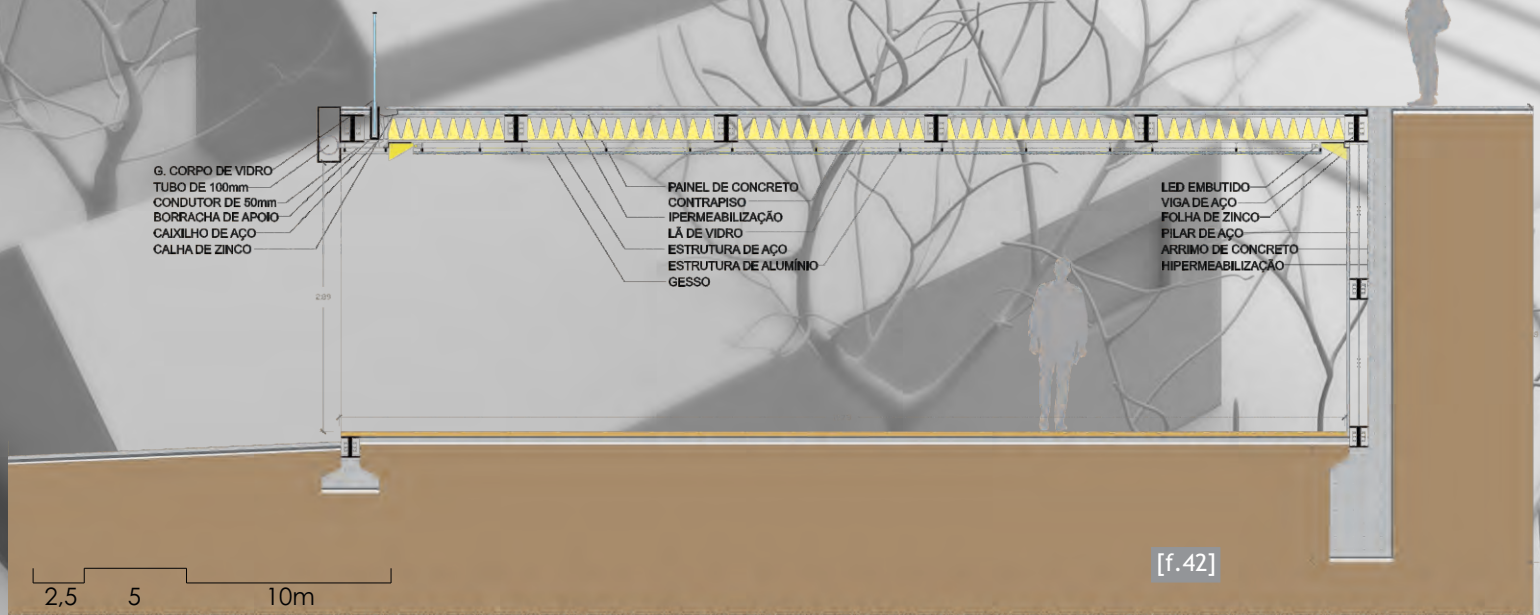 G. CORPO DE VIDRO
TUBO DE 100mm
CONDUTOR DE 50mm
BORRACHA DE APOIO
CAIXILHO DE AÇO
CALHA DE ZINCO
PAINEL DE CONCRETO
CONTRAPISO
IPERMEABILIZAÇÃO
LÃ DE VIDRO
ESTRUTURA DE AÇO
ESTRUTURA DE ALUMÍNIO
GESSO
LED EMBUTIDO
VIGA DE AÇO
FOLHA DE ZINCO
PILAR DE AÇO
ARRIMO DE CONCRETO
HIPERMEABILIZAÇÃO
2.89
[f.42]
2,5 5 10m